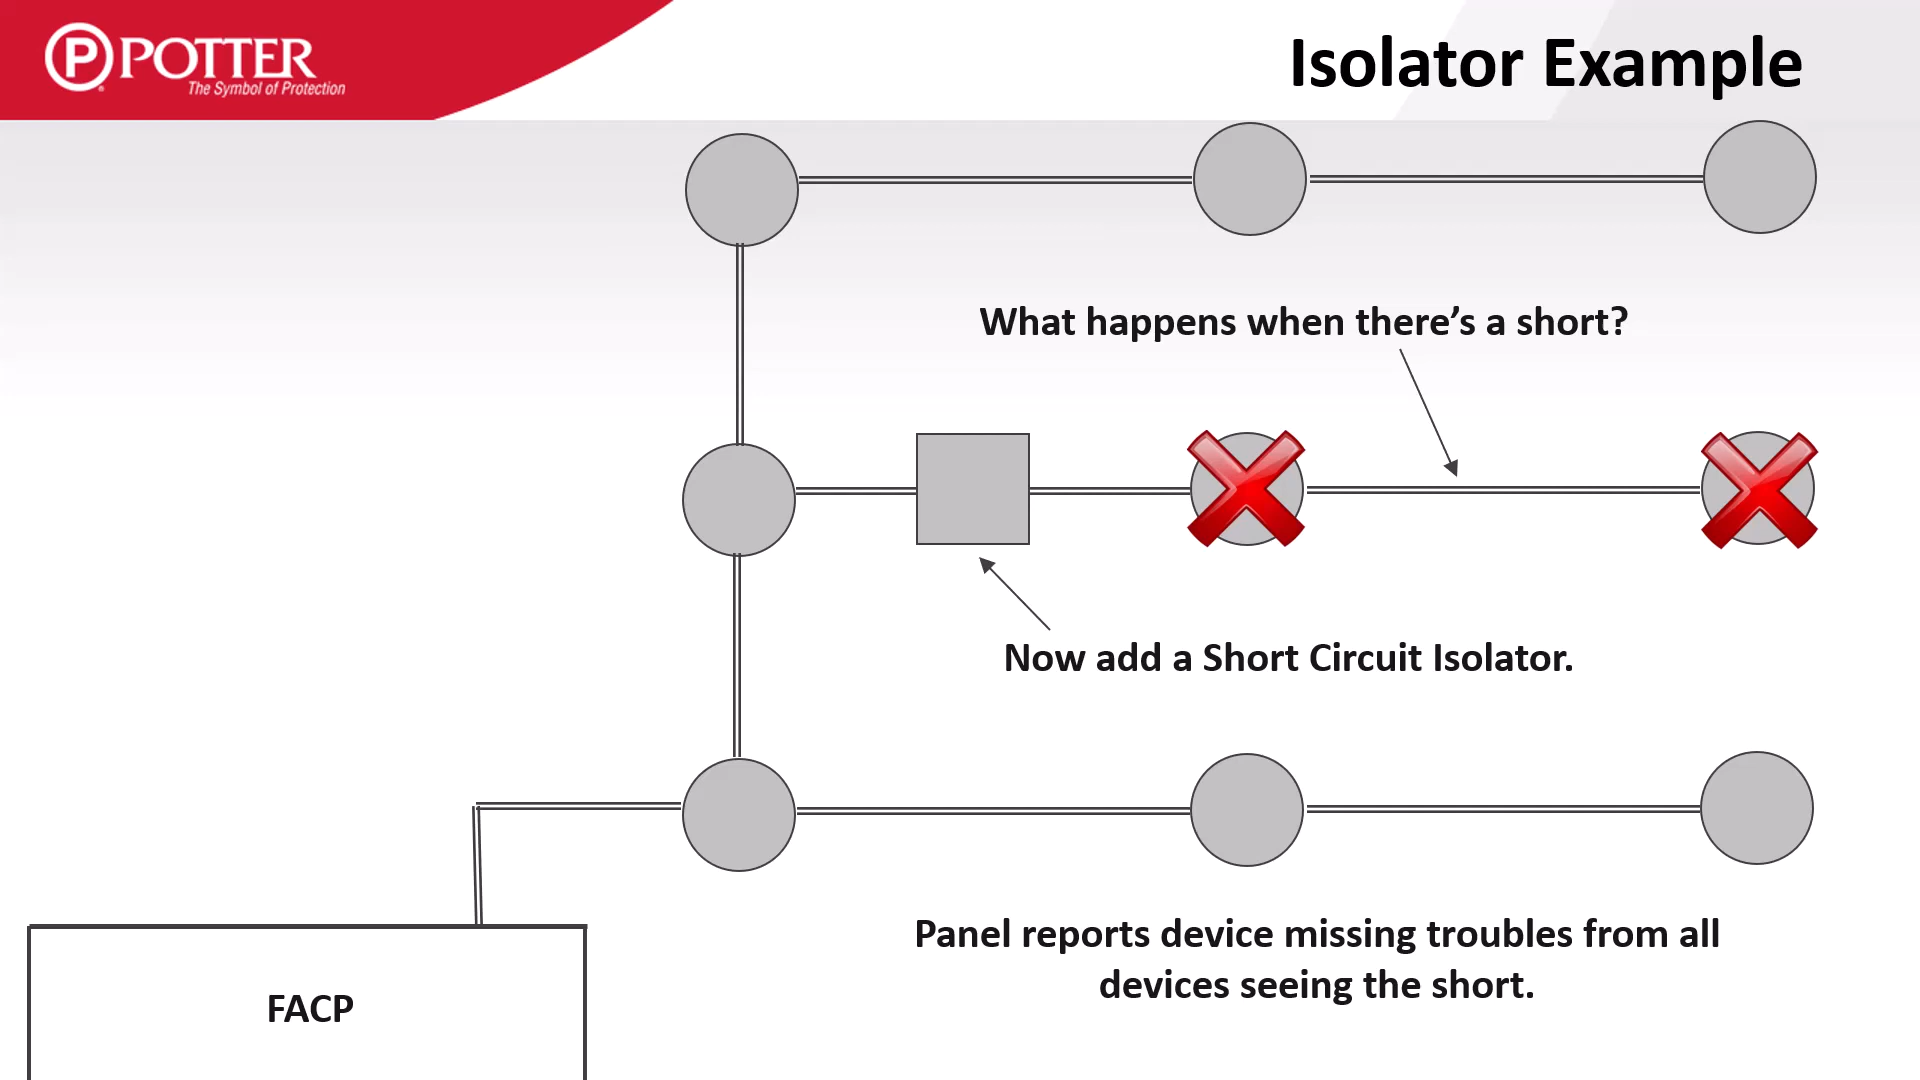 P POTTER
The Symbol of Protection
Isolator Example
What happens when there’s a short?
Now add a Short Circuit Isolator.
Panel reports device missing troubles from all
devices seeing the short.
FACP